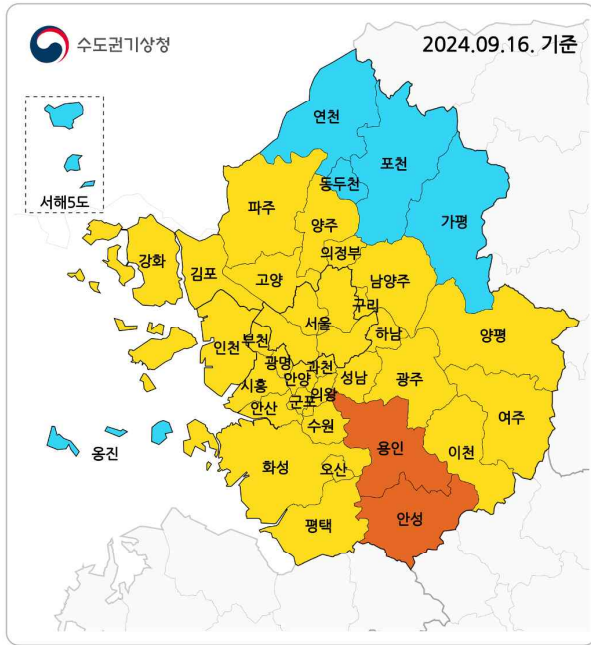 수도권기상청
2024.09.16. 기준
서해5도
연천
포천
동두천
가평
파주
양주
의정부
강화
김포
고양
남양주
구리
서울
하남
양평
인천
부천
광명
과천
시흥
안양
성남
광주
의왕
군포
안산
여주
수원
용인
이천
옹진
화성
오산
안성
평택